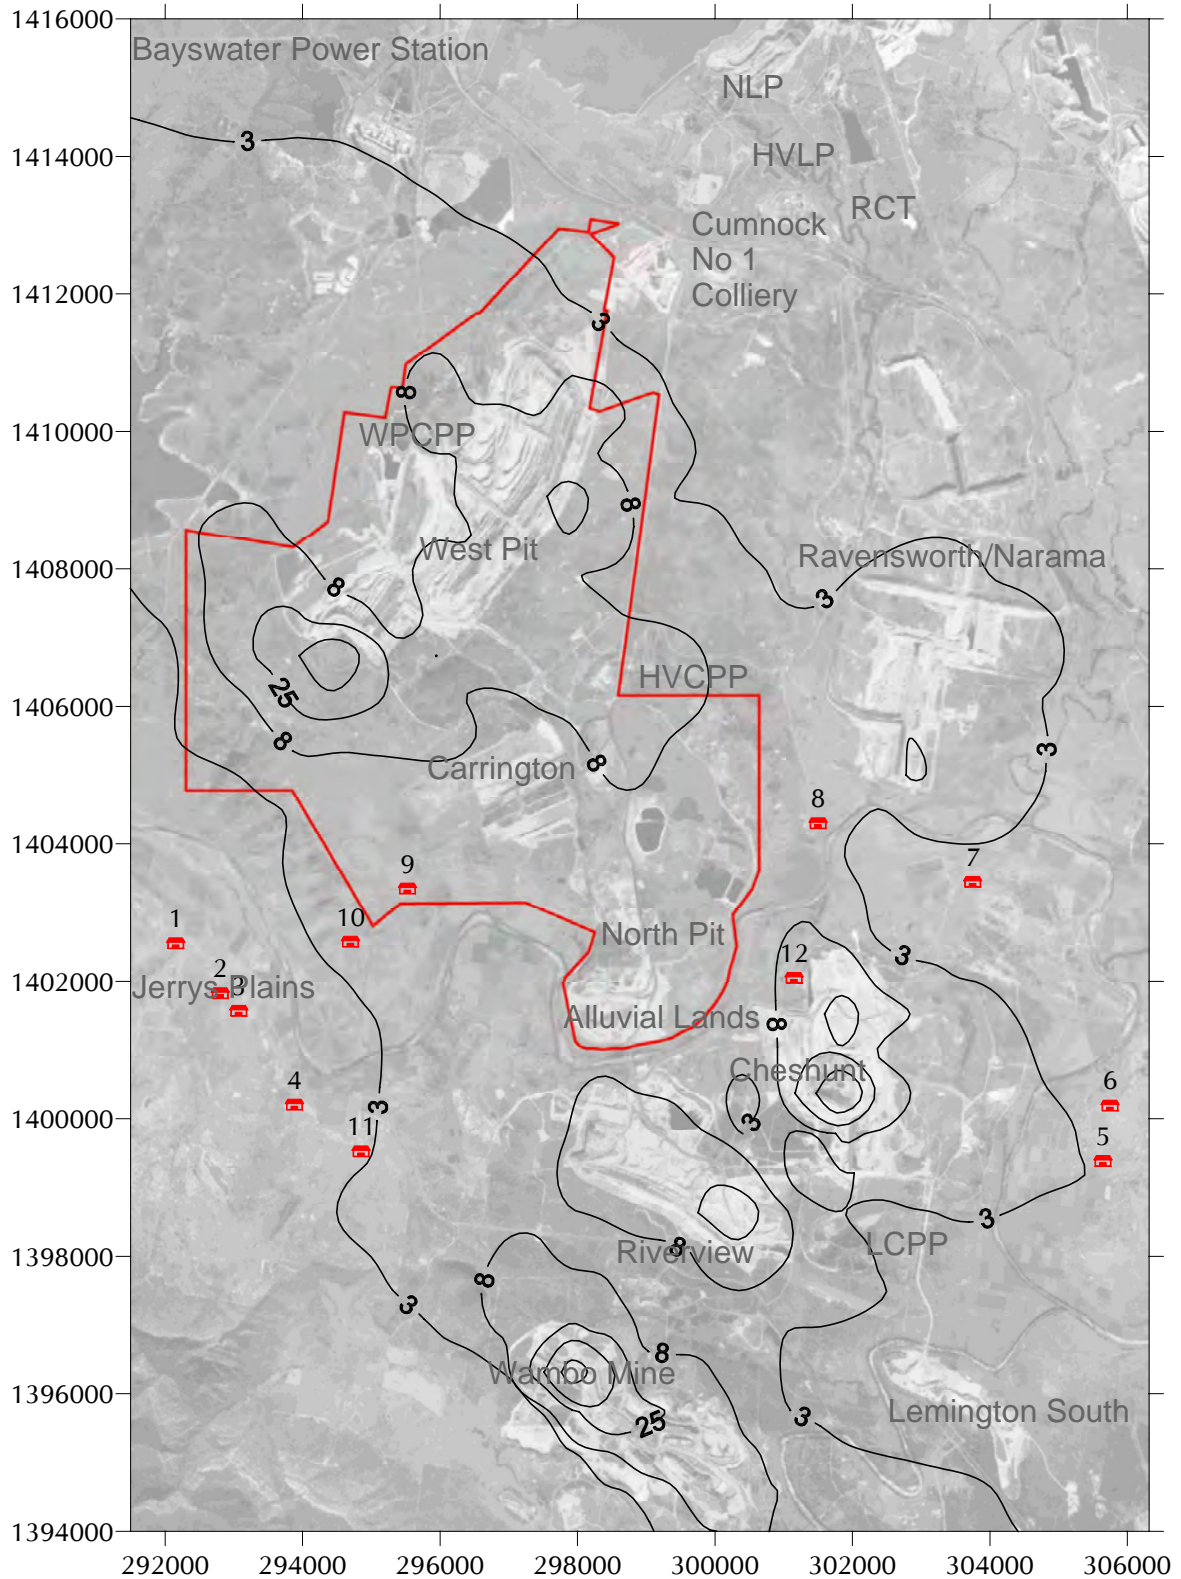 1416000
Bayswater Power Station
NLP
3
1414000
HVLP
RCT
Cumnock
No 1
Colliery
1412000
3
8
1410000
WPCPP
8
West Pit
Ravensworth/Narama
1408000
8
3
HVCPP
25
1406000
8
3
8
Carrington
8
1404000
7
9
1
10
North Pit
3
12
2
1402000
Jerrys Plains
3
Alluvial Lands
8
Cheshunt
4
3
6
1400000
3
11
5
3
8
Riverview
LCPP
1398000
8
3
8
Wambo Mine
1396000
3
25
Lemington South
1394000
292000 294000 296000 298000 300000 302000 304000 306000